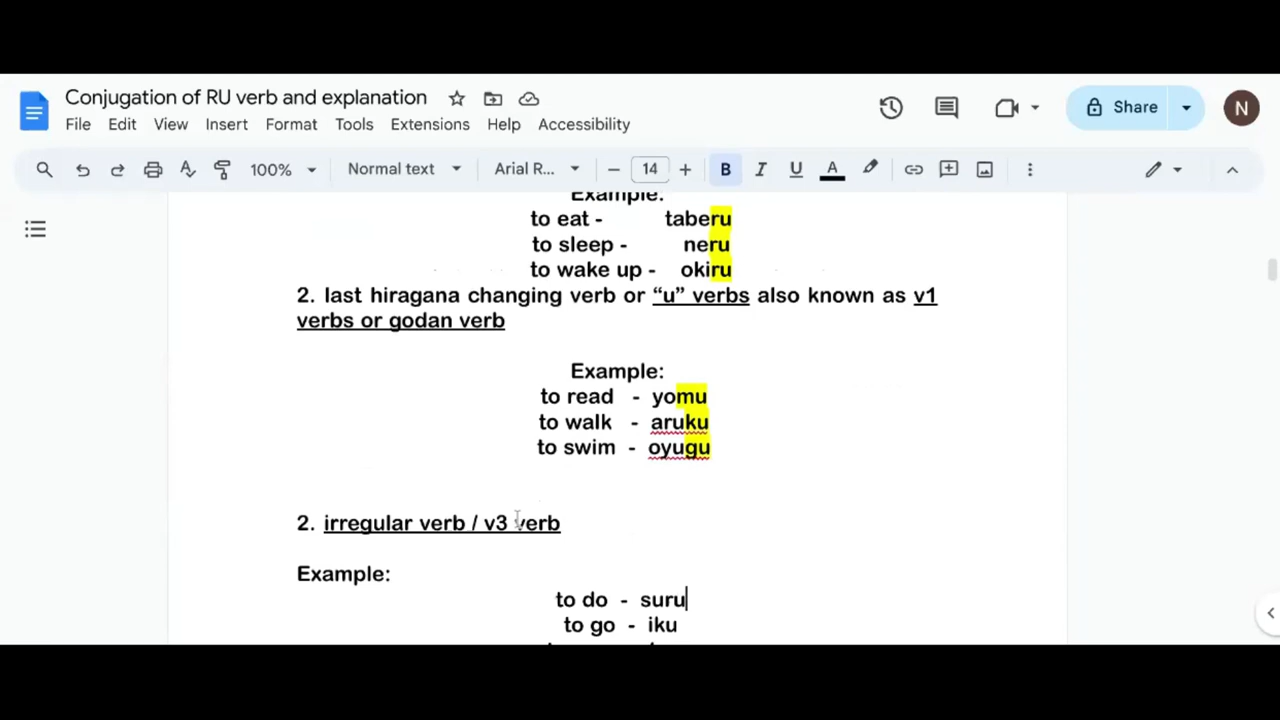 Conjugation of RU verb and explanation
File Edit View Insert Format Tools Extensions Help Accessibility
Share
N
100% Normal text Arial R... 14 B I U A
Example:
to eat - taberu
to sleep - neru
to wake up - okiru
2. last hiragana changing verb or “u” verbs also known as v1
verbs or godan verb
Example:
to read - yomu
to walk - aruku
to swim - oyugu
2. irregular verb / v3 verb
Example:
to do - suru
to go - iku